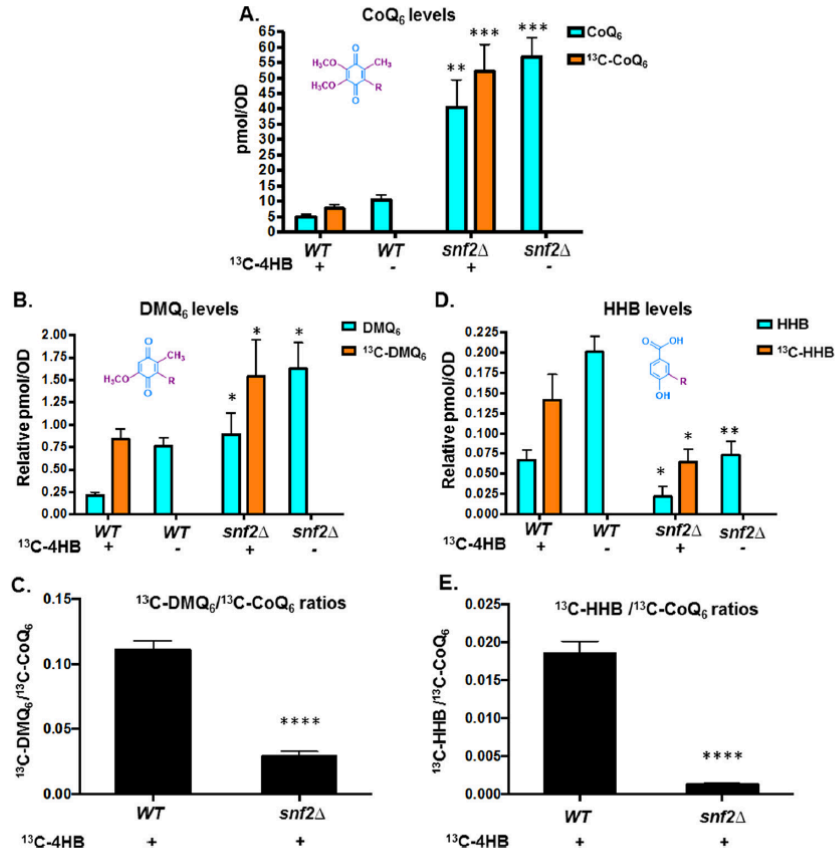 A.
CoQ₆ levels
65
60
55
50
45
40
35
30
25
20
15
10
5
pmol/OD
O
H₃CO
CH₃
H₃CO
R
O
**
***
***
CoQ₆
¹³C-CoQ₆
WT
WT
snf2Δ
snf2Δ
¹³C-4HB
+
-
+
-
B.
DMQ₆ levels
2.00
1.75
1.50
1.25
1.00
0.75
0.50
0.25
0.00
Relative pmol/OD
O
CH₃
H₃CO
R
O
*
*
*
DMQ₆
¹³C-DMQ₆
WT
WT
snf2Δ
snf2Δ
¹³C-4HB
+
-
+
-
D.
HHB levels
0.225
0.200
0.175
0.150
0.125
0.100
0.075
0.050
0.025
0.000
Relative pmol/OD
O
OH
R
OH
*
*
**
HHB
¹³C-HHB
WT
WT
snf2Δ
snf2Δ
¹³C-4HB
+
-
+
-
C.
¹³C-DMQ₆/¹³C-CoQ₆ ratios
0.15
0.10
0.05
0.00
¹³C-DMQ₆/¹³C-CoQ₆
****
WT
snf2Δ
¹³C-4HB
+
+
E.
¹³C-HHB /¹³C-CoQ₆ ratios
0.025
0.020
0.015
0.010
0.005
0.000
¹³C-HHB /¹³C-CoQ₆
****
WT
snf2Δ
¹³C-4HB
+
+